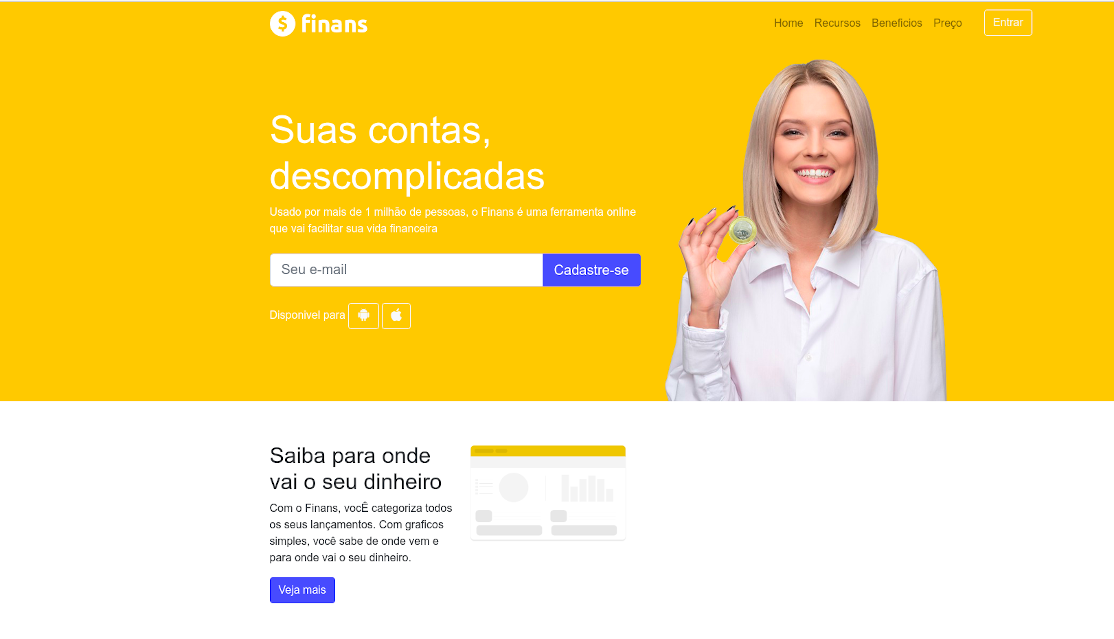 finans
Home Recursos Beneficios Preço Entrar
Suas contas,
descomplicadas
Usado por mais de 1 milhão de pessoas, o Finans é uma ferramenta online
que vai facilitar sua vida financeira
Seu e-mail Cadastre-se
Disponivel para
Saiba para onde
vai o seu dinheiro
Com o Finans, vocÊ categoriza todos
os seus lançamentos. Com graficos
simples, você sabe de onde vem e
para onde vai o seu dinheiro.
Veja mais